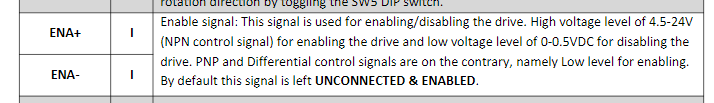 rotation direction by toggling the SW5 DIP switch.
ENA+ I Enable signal: This signal is used for enabling/disabling the drive. High voltage level of 4.5-24V
(NPN control signal) for enabling the drive and low voltage level of 0-0.5VDC for disabling the
drive. PNP and Differential control signals are on the contrary, namely Low level for enabling.
ENA- I By default this signal is left UNCONNECTED & ENABLED.